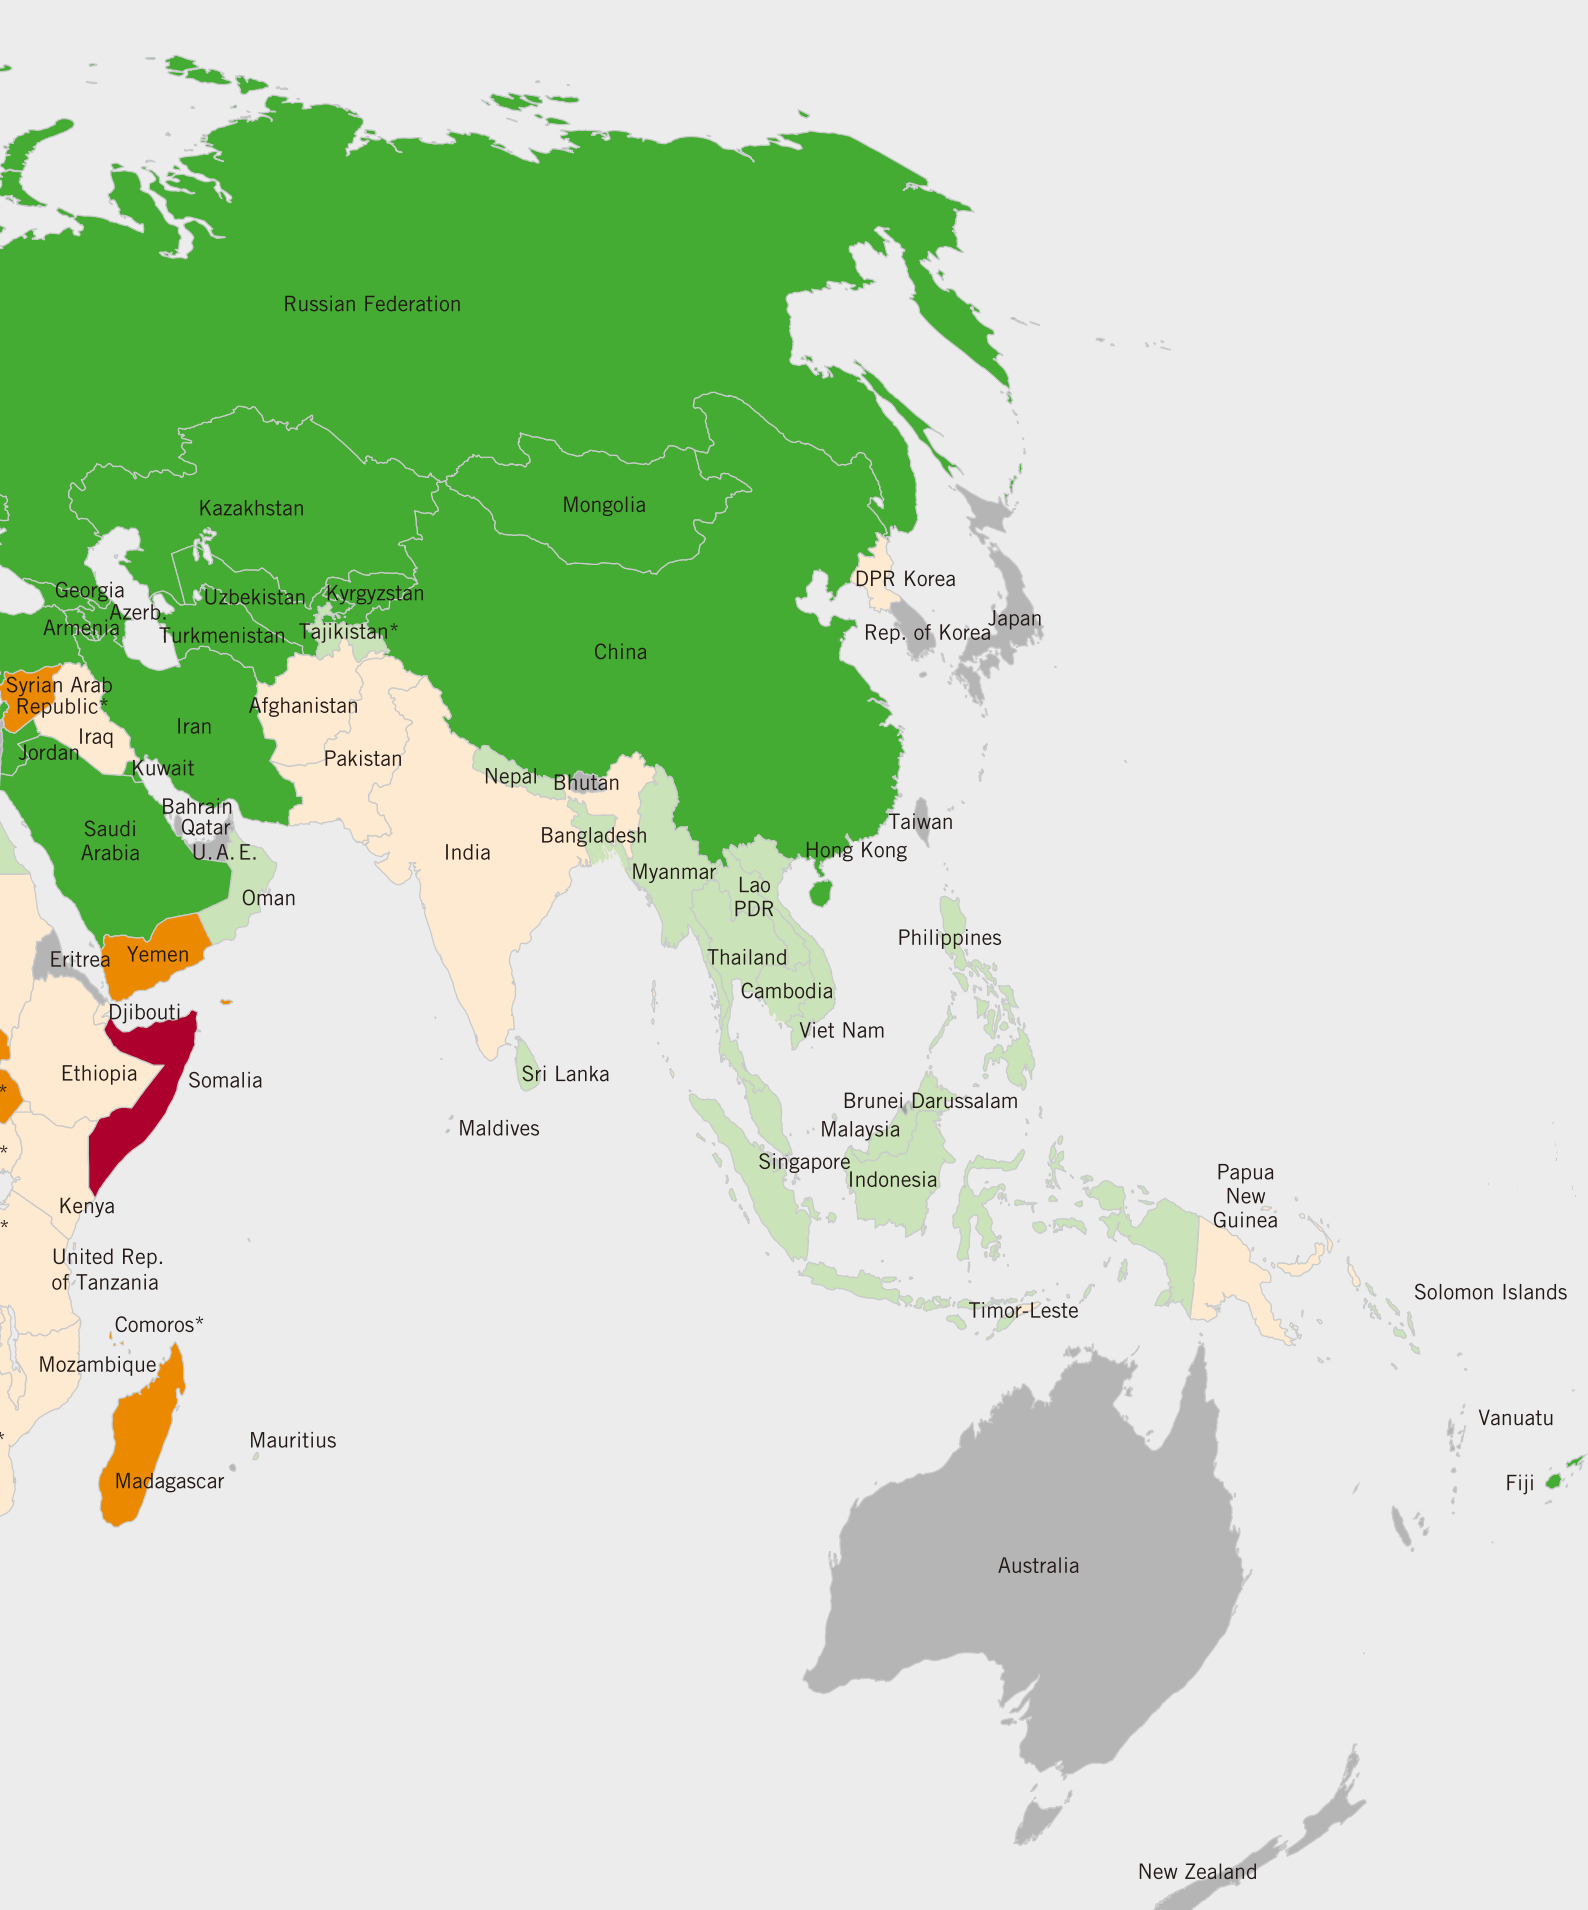 Russian Federation
Kazakhstan
Mongolia
Georgia
Azerb.
Armenia
Uzbekistan
Kyrgyzstan
Turkmenistan
Tajikistan*
DPR Korea
Japan
Rep. of Korea
China
Syrian Arab
Republic*
Afghanistan
Iran
Iraq
Jordan
Pakistan
Kuwait
Nepal
Bhutan
Bahrain
Qatar
Saudi
Arabia
U.A.E.
Bangladesh
India
Taiwan
Hong Kong
Myanmar
Lao
PDR
Oman
Philippines
Eritrea
Yemen
Thailand
Cambodia
Djibouti
Viet Nam
Ethiopia
Somalia
Sri Lanka
*
Brunei Darussalam
Maldives
Malaysia
*
Singapore
Indonesia
Papua
New
Guinea
Kenya
*
United Rep.
of Tanzania
Solomon Islands
Timor-Leste
Comoros*
Mozambique
Vanuatu
*
Mauritius
Madagascar
Fiji
Australia
New Zealand